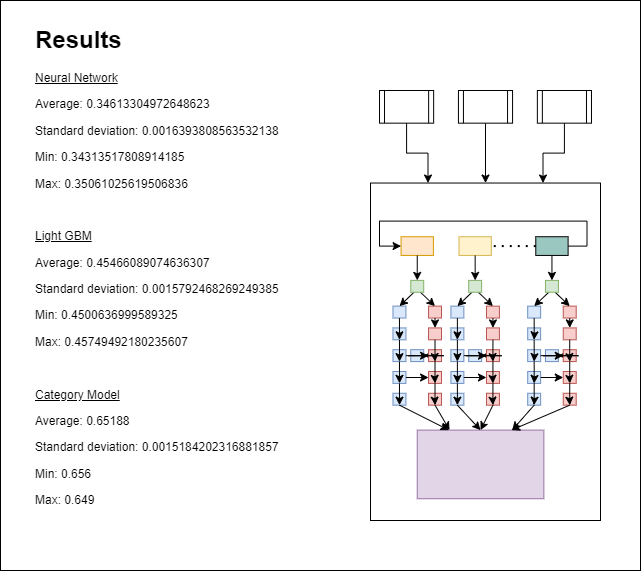 Results
Neural Network
Average: 0.34613304972648623
Standard deviation: 0.0016393808563532138
Min: 0.34313517808914185
Max: 0.35061025619506836
Light GBM
Average: 0.45466089074636307
Standard deviation: 0.0015792468269249385
Min: 0.4500636999589325
Max: 0.45749492180235607
Category Model
Average: 0.65188
Standard deviation: 0.0015184202316881857
Min: 0.656
Max: 0.649